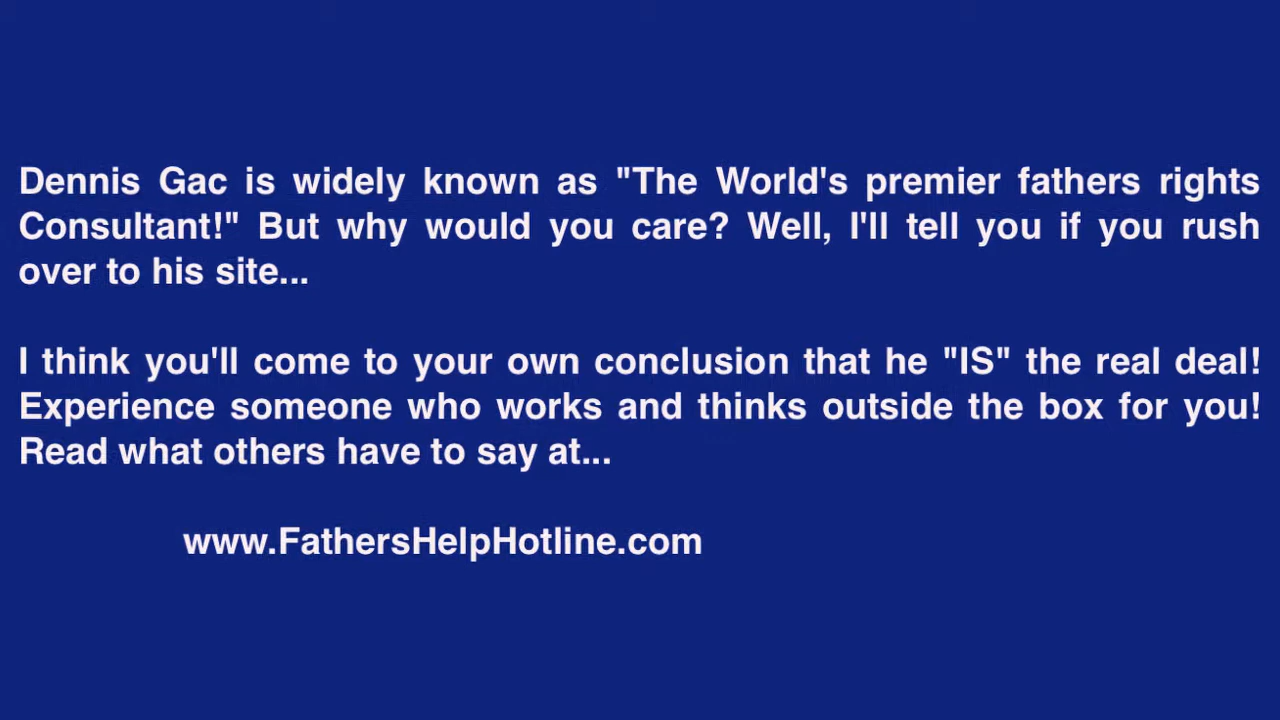 Dennis Gac is widely known as "The World's premier fathers rights
Consultant!" But why would you care? Well, I'll tell you if you rush
over to his site...
I think you'll come to your own conclusion that he "IS" the real deal!
Experience someone who works and thinks outside the box for you!
Read what others have to say at...
www.FathersHelpHotline.com